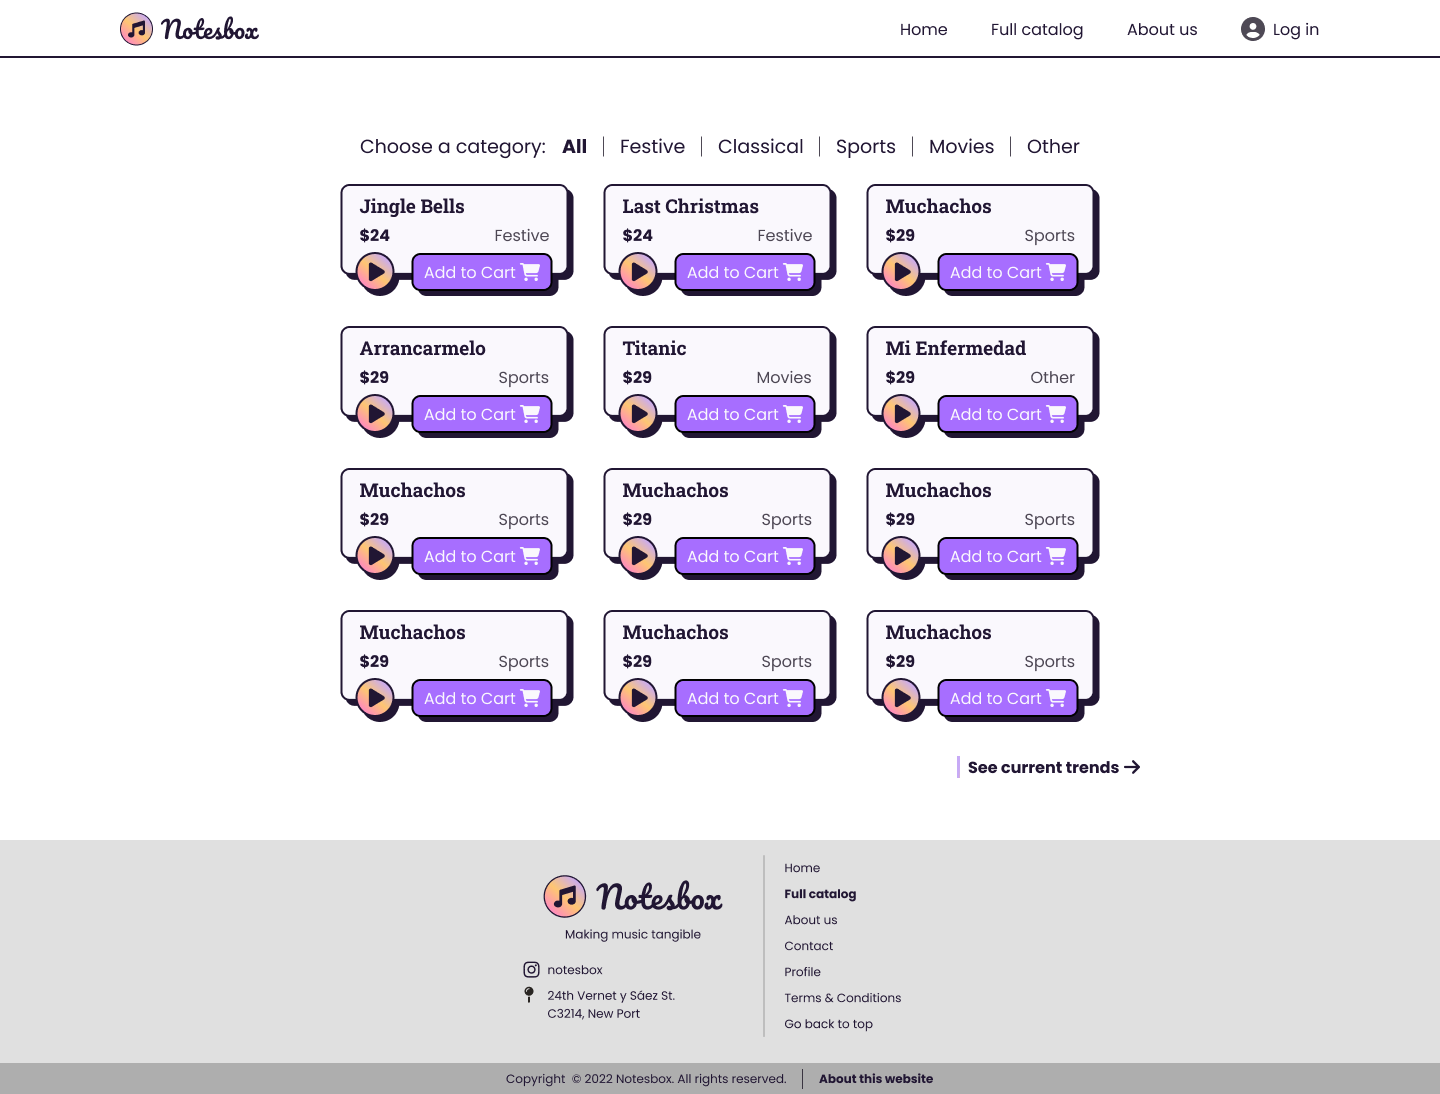 Notesbox
Home Full catalog About us Log in
Choose a category: All Festive Classical Sports Movies Other
Jingle Bells
$24 Festive
Add to Cart
Last Christmas
$24 Festive
Add to Cart
Muchachos
$29 Sports
Add to Cart
Arrancarmelo
$29 Sports
Add to Cart
Titanic
$29 Movies
Add to Cart
Mi Enfermedad
$29 Other
Add to Cart
Muchachos
$29 Sports
Add to Cart
Muchachos
$29 Sports
Add to Cart
Muchachos
$29 Sports
Add to Cart
Muchachos
$29 Sports
Add to Cart
Muchachos
$29 Sports
Add to Cart
Muchachos
$29 Sports
Add to Cart
See current trends
Notesbox
Making music tangible
notesbox
24th Vernet y Sáez St.
C3214, New Port
Home
Full catalog
About us
Contact
Profile
Terms & Conditions
Go back to top
Copyright © 2022 Notesbox. All rights reserved. About this website